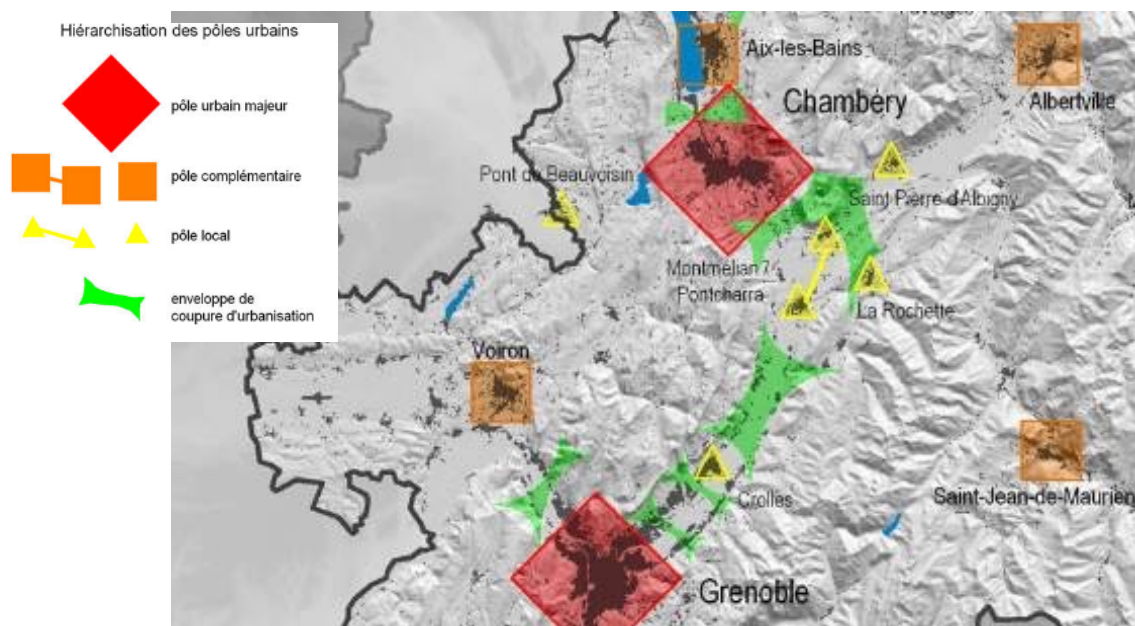 Hiérarchisation des pôles urbains
pôle urbain majeur
pôle complémentaire
pôle local
enveloppe de
coupure d'urbanisation
Aix-les-Bains
Albertville
Chambéry
Pont de Beauvoisin
Saint Pierre d'Albigny
Montmélian /
Pontcharra
La Rochette
Voiron
Crolles
Saint-Jean-de-Maurien
Grenoble